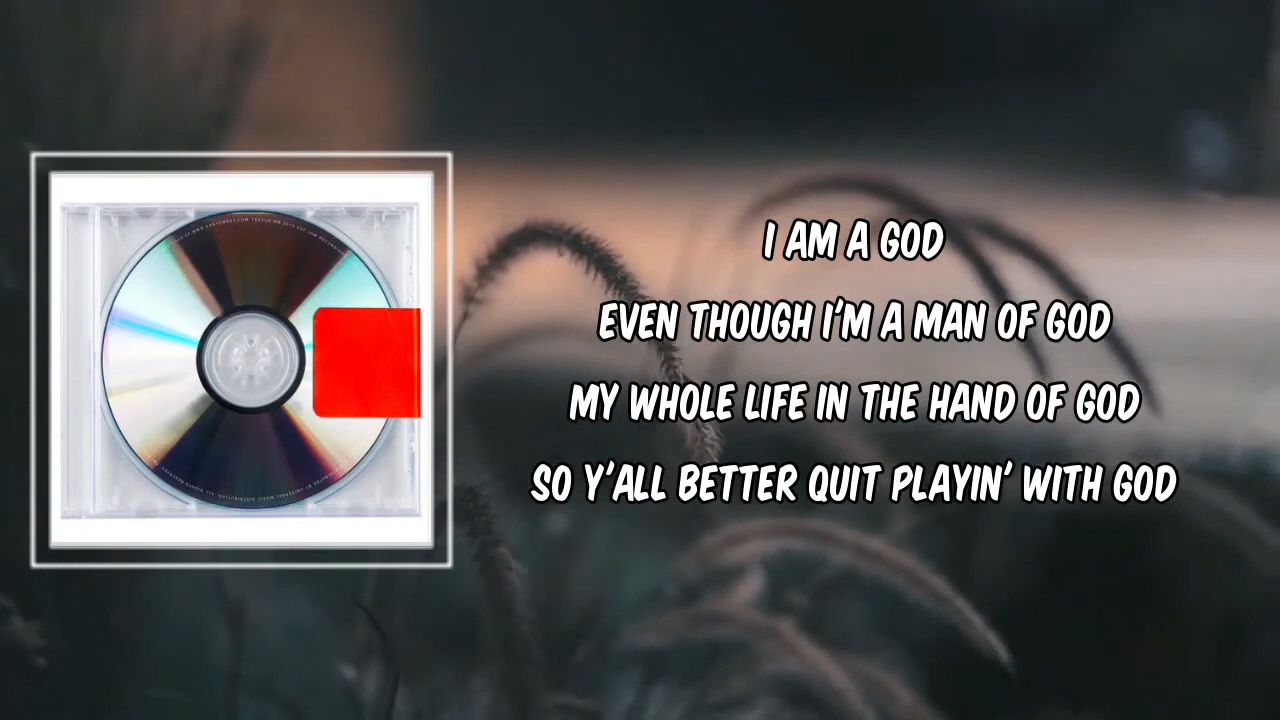 I AM A GOD
EVEN THOUGH I'M A MAN OF GOD
MY WHOLE LIFE IN THE HAND OF GOD
SO Y'ALL BETTER QUIT PLAYIN' WITH GOD